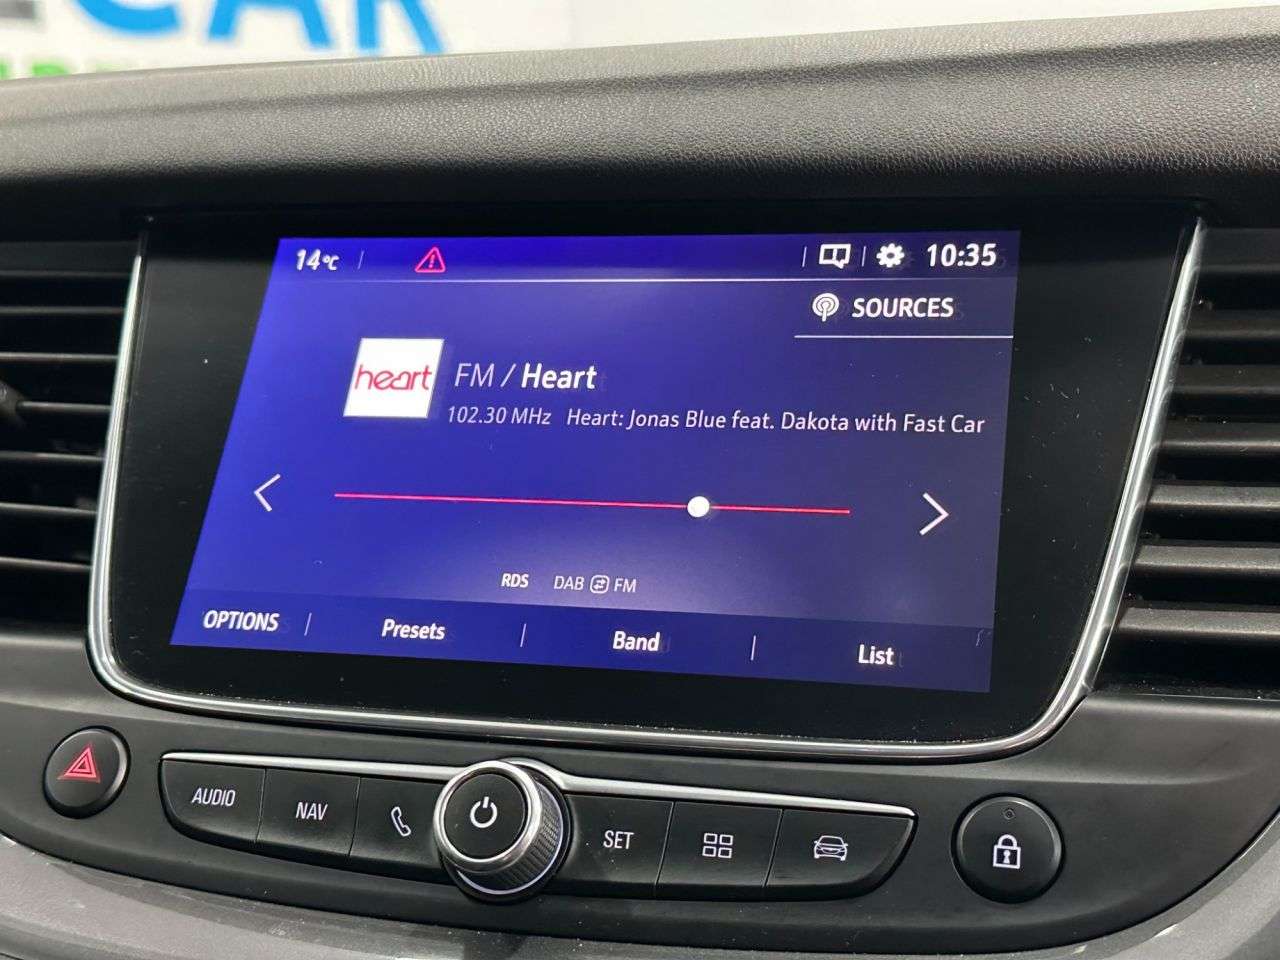 CAR
14°C
10:35
SOURCES
heart
FM / Heart
102.30 MHz Heart: Jonas Blue feat. Dakota with Fast Car
RDS DAB FM
OPTIONS Presets Band List
AUDIO NAV SET